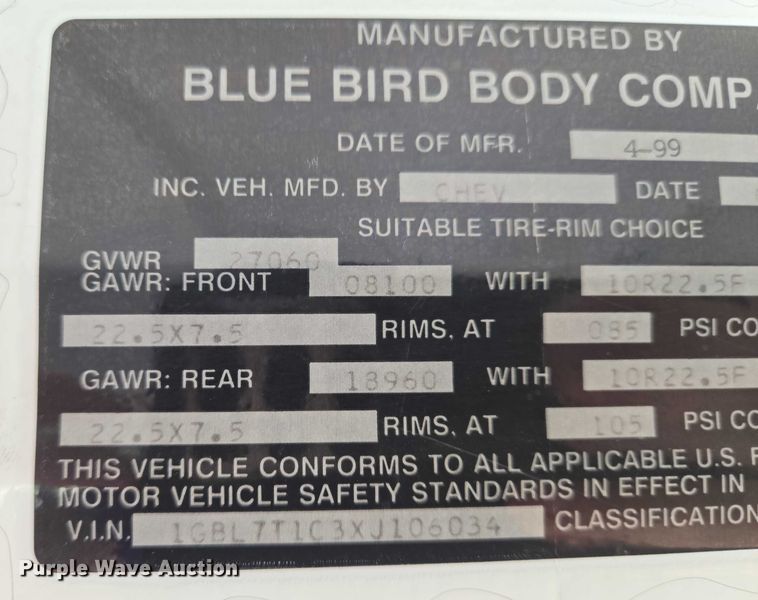 MANUFACTURED BY
BLUE BIRD BODY COMPA
DATE OF MFR. 4-99
INC. VEH. MFD. BY CHEV DATE
SUITABLE TIRE-RIM CHOICE
GVWR 27060
GAWR: FRONT 08100 WITH 10R22.5F
22.5X7.5 RIMS, AT 085 PSI CO
GAWR: REAR 18960 WITH 10R22.5F
22.5X7.5 RIMS, AT 105 PSI CO
THIS VEHICLE CONFORMS TO ALL APPLICABLE U.S. F
MOTOR VEHICLE SAFETY STANDARDS IN EFFECT IN
V.I.N. 1GBL7T1C3XJ106034 CLASSIFICATION
Purple Wave Auction